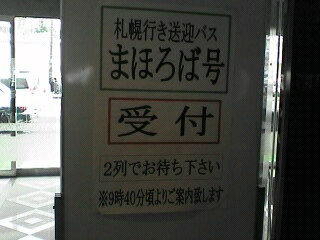 札幌行き送迎バス
まほろば号
受付
2列でお待ち下さい
※9時40分頃よりご案内致します